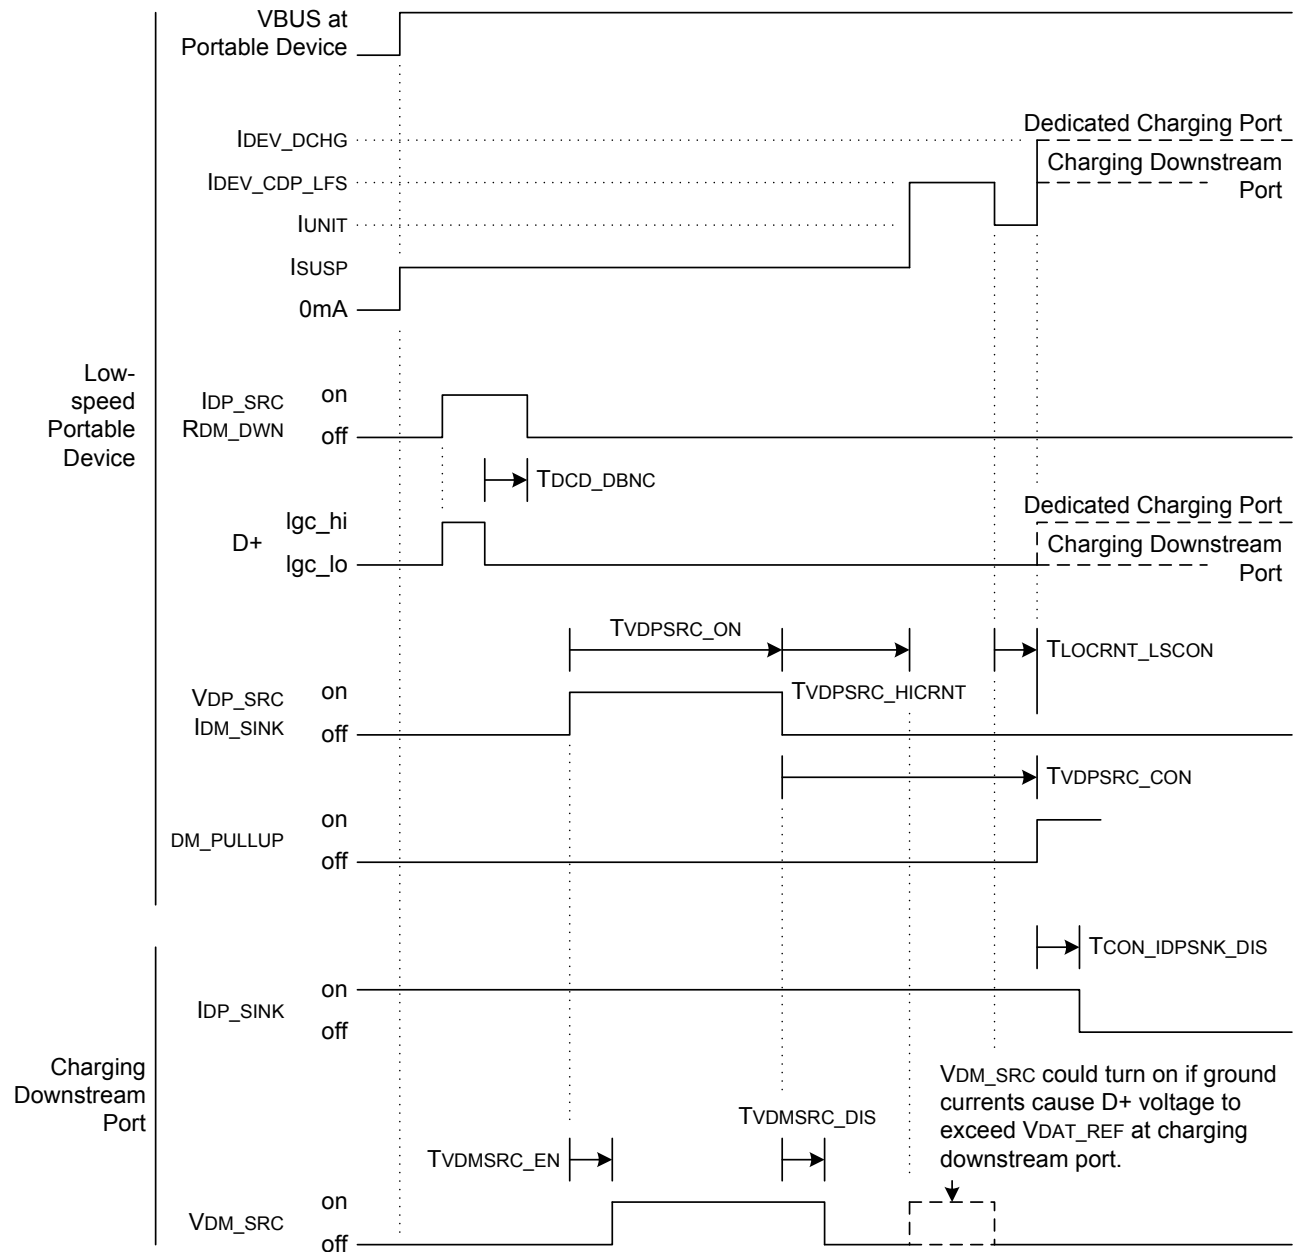 VBUS at
Portable Device
Dedicated Charging Port
IDEV_DCHG
Charging Downstream
Port
IDEV_CDP_LFS
IUNIT
ISUSP
0mA
Low-
speed
Portable
Device
IDP_SRC
RDM_DWN
on
off
TDCD_DBNC
Dedicated Charging Port
D+
lgc_hi
lgc_lo
Charging Downstream
Port
TVDPSRC_ON
TLOCRNT_LSCON
TVDPSRC_HICRNT
VDP_SRC
IDM_SINK
on
off
TVDPSRC_CON
DM_PULLUP
on
off
TCON_IDPSNK_DIS
IDP_SINK
on
off
Charging
Downstream
Port
VDM_SRC could turn on if ground
currents cause D+ voltage to
exceed VDAT_REF at charging
downstream port.
TVDMSRC_DIS
TVDMSRC_EN
VDM_SRC
on
off